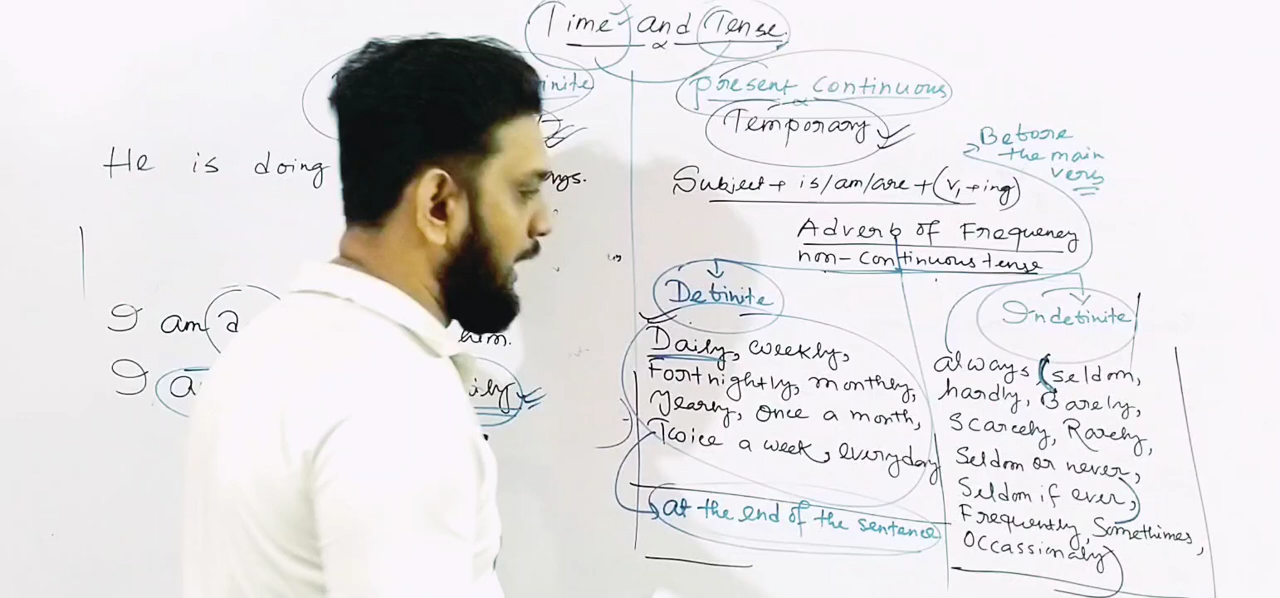 Time and Tense
inite
present continuous
Temporary
He is doing
Before
the main
verb
Subject + is/am/are + (V1 + ing)
Adverb of Frequency
non-continuous tense
Definite
Indefinite
I am
I a
Daily, weekly,
Fortnightly, monthly,
Yearly, Once a month,
Twice a week, everyday
at the end of the sentence
always, (seldom,
hardly, Barely,
Scarcely, Rarely,
Seldom or never,
Seldom if ever,
Frequently, Somethimes,
Occassionaly